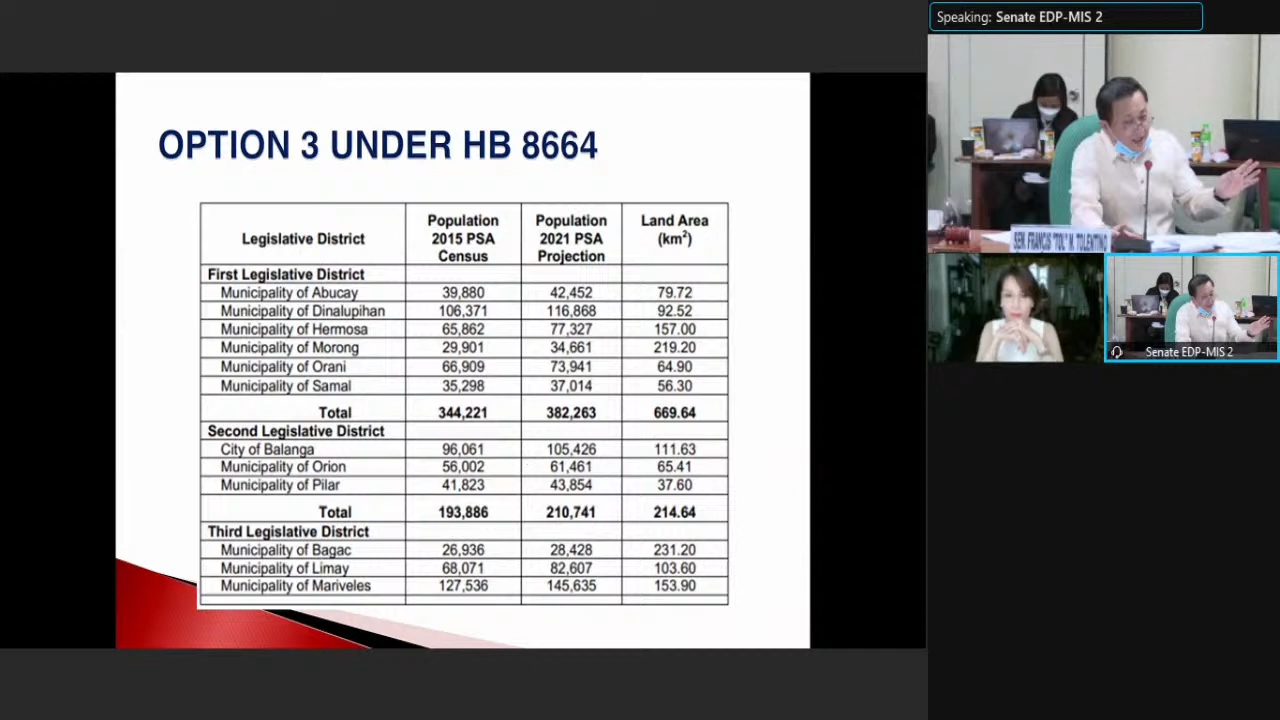 Speaking: Senate EDP-MIS 2
OPTION 3 UNDER HB 8664
Legislative District Population 2015 PSA Census Population 2021 PSA Projection Land Area (km²)
First Legislative District
Municipality of Abucay 39,880 42,452 79.72
Municipality of Dinalupihan 106,371 116,868 92.52
Municipality of Hermosa 65,862 77,327 157.00
Municipality of Morong 29,901 34,661 219.20
Municipality of Orani 66,909 73,941 64.90
Municipality of Samal 35,298 37,014 56.30
Total 344,221 382,263 669.64
Second Legislative District
City of Balanga 96,061 105,426 111.63
Municipality of Orion 56,002 61,461 65.41
Municipality of Pilar 41,823 43,854 37.60
Total 193,886 210,741 214.64
Third Legislative District
Municipality of Bagac 26,936 28,428 231.20
Municipality of Limay 68,071 82,607 103.60
Municipality of Mariveles 127,536 145,635 153.90
SEN. FRANCIS "TOL" N. TOLENTINO
Senate EDP-MIS 2